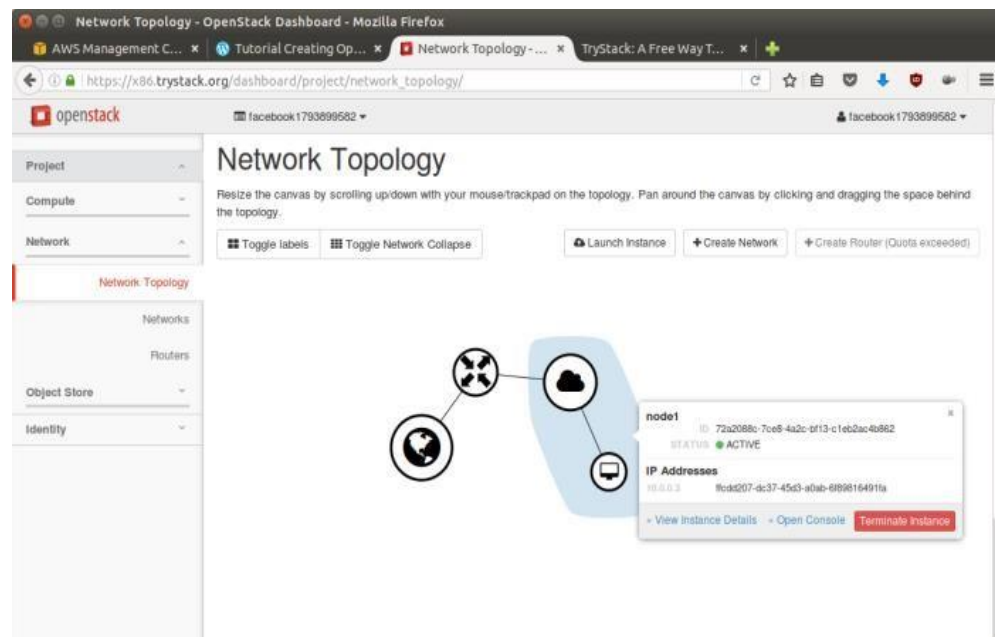 Network Topology - OpenStack Dashboard - Mozilla Firefox
AWS Management C... × Tutorial Creating Op... × Network Topology - ... × TryStack: A Free Way T... ×
https://x86.trystack.org/dashboard/project/network_topology/
openstack facebook1793899582 facebook1793899582
Project
Compute
Network
Network Topology
Networks
Routers
Object Store
Identity
Network Topology
Resize the canvas by scrolling up/down with your mouse/trackpad on the topology. Pan around the canvas by clicking and dragging the space behind
the topology.
Toggle labels Toggle Network Collapse Launch Instance +Create Network +Create Router (Quota exceeded)
node1 ×
ID 72a2088c-7ce8-4a2c-bf13-c1eb2ac4b862
STATUS ACTIVE
IP Addresses
10.0.0.3 ffcdd207-dc37-45d3-a0ab-6f89816491fa
» View Instance Details » Open Console Terminate Instance